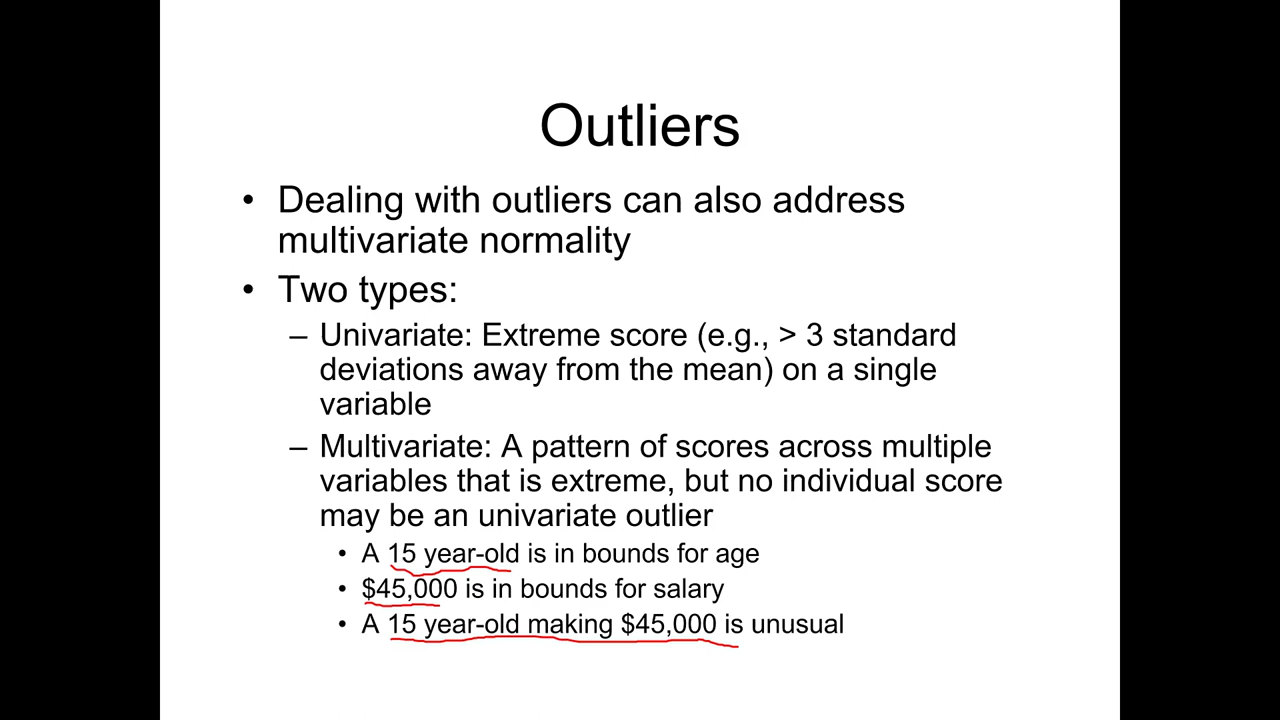 Outliers
• Dealing with outliers can also address
multivariate normality
• Two types:
– Univariate: Extreme score (e.g., > 3 standard
deviations away from the mean) on a single
variable
– Multivariate: A pattern of scores across multiple
variables that is extreme, but no individual score
may be an univariate outlier
• A 15 year-old is in bounds for age
• $45,000 is in bounds for salary
• A 15 year-old making $45,000 is unusual